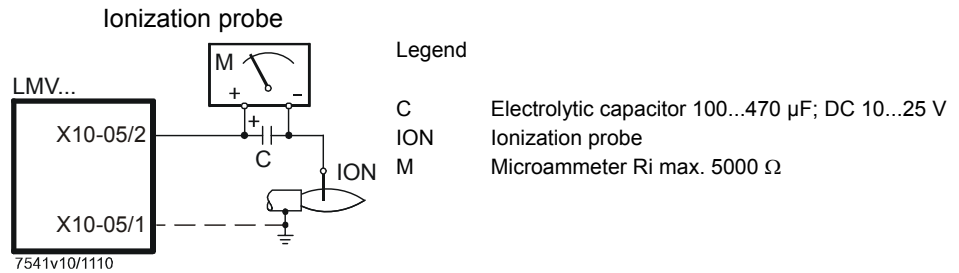 Ionization probe
Legend
M
+ -
LMV...
C Electrolytic capacitor 100...470 µF; DC 10...25 V
X10-05/2
+
ION Ionization probe
C
ION
M Microammeter Ri max. 5000 Ω
X10-05/1
7541v10/1110